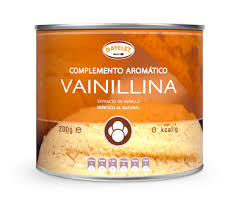 DAYELET
COMPLEMENTO AROMÁTICO
VAINILLINA
EXTRACTO DE VAINILLA
IDÉNTICO AL NATURAL
200g
0 kcal/g